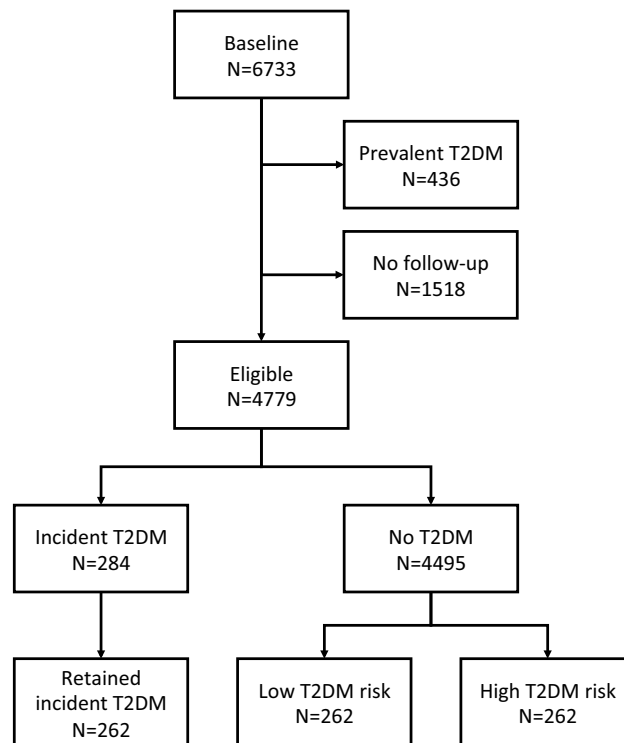 Baseline
N=6733
Prevalent T2DM
N=436
No follow-up
N=1518
Eligible
N=4779
Incident T2DM
N=284
No T2DM
N=4495
Retained
incident T2DM
N=262
Low T2DM risk
N=262
High T2DM risk
N=262